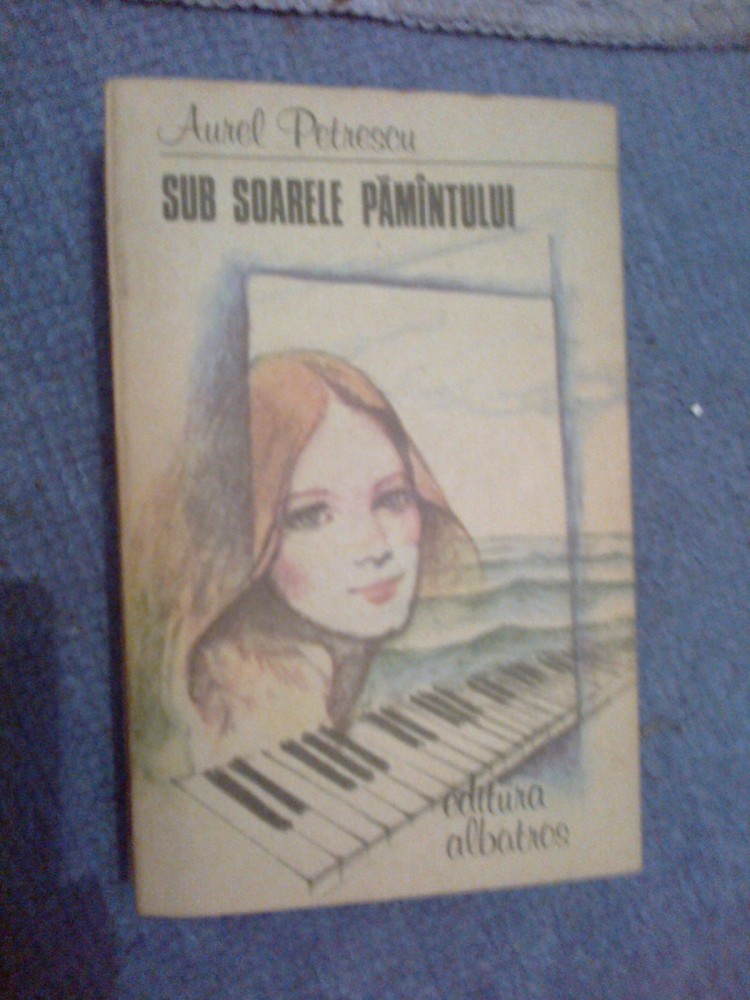 Aurel Petrescu
SUB SOARELE PĂMÎNTULUI
editura
albatros